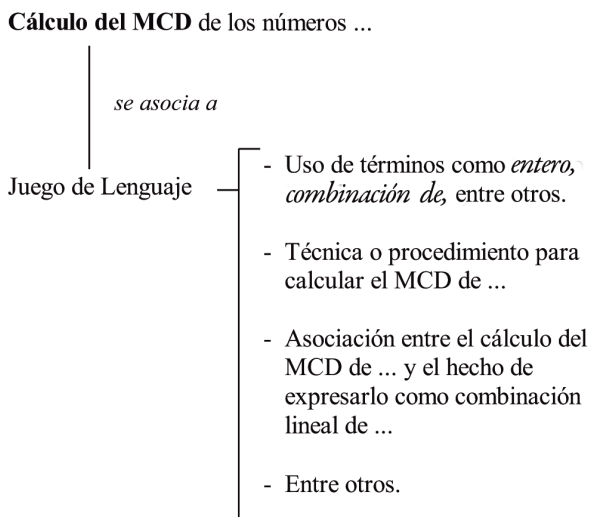 Cálculo del MCD de los números ...
se asocia a
Juego de Lenguaje
- Uso de términos como entero,
combinación de, entre otros.
- Técnica o procedimiento para
calcular el MCD de ...
- Asociación entre el cálculo del
MCD de ... y el hecho de
expresarlo como combinación
lineal de ...
- Entre otros.